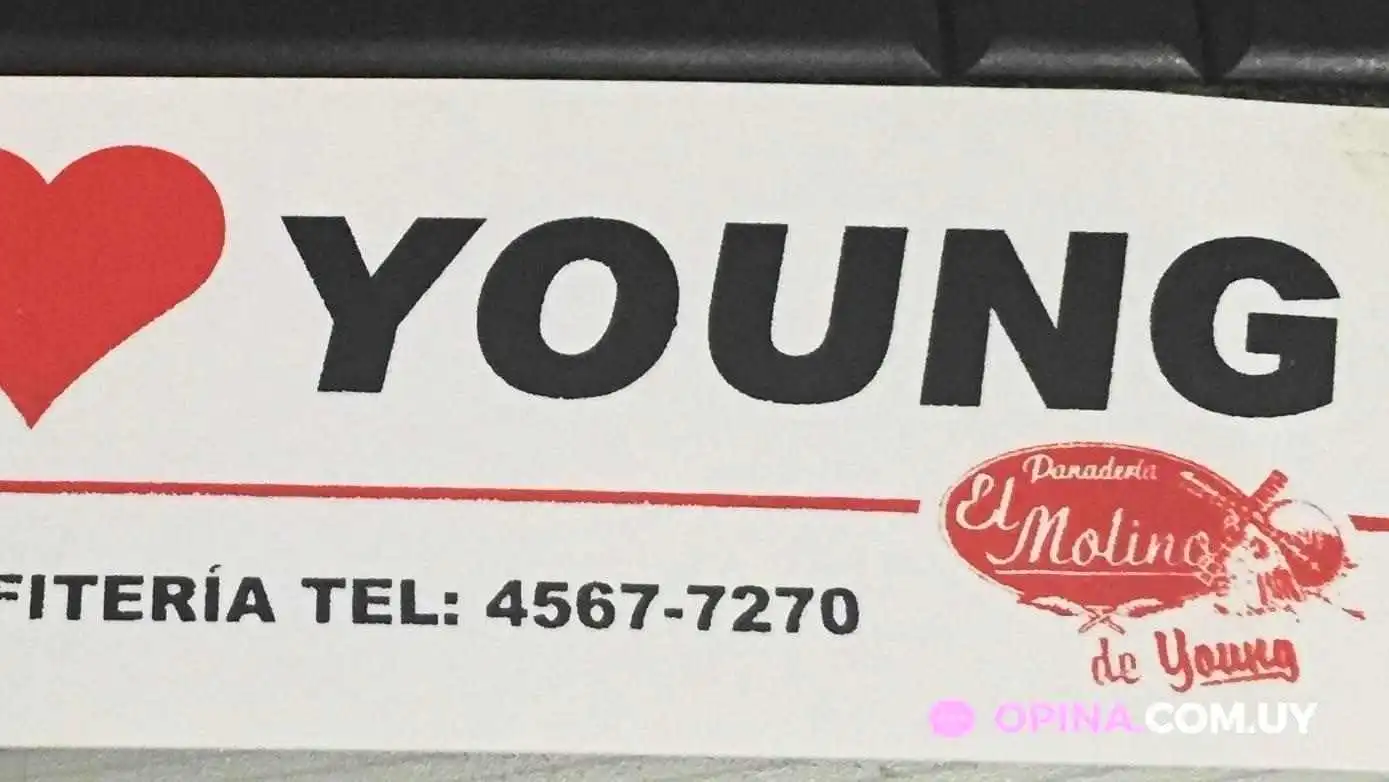 YOUNG
Panadería
El Molino
FITERÍA TEL: 4567-7270
de Young
OPINA.COM.UY